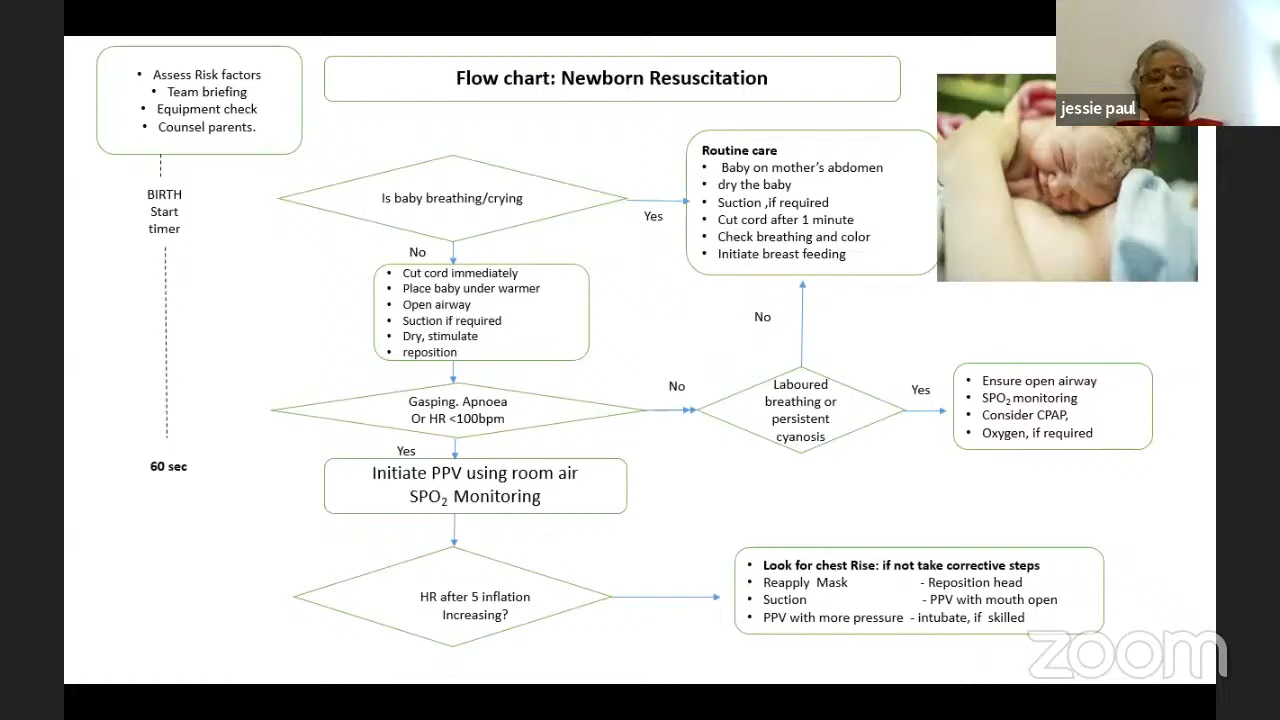 • Assess Risk factors
• Team briefing
• Equipment check
• Counsel parents.
Flow chart: Newborn Resuscitation
jessie paul
BIRTH
Start
timer
60 sec
Is baby breathing/crying
Yes
Routine care
• Baby on mother's abdomen
• dry the baby
• Suction ,if required
• Cut cord after 1 minute
• Check breathing and color
• Initiate breast feeding
No
• Cut cord immediately
• Place baby under warmer
• Open airway
• Suction if required
• Dry, stimulate
• reposition
No
Gasping. Apnoea
Or HR <100bpm
No
Laboured
breathing or
persistent
cyanosis
Yes
• Ensure open airway
• SPO₂ monitoring
• Consider CPAP,
• Oxygen, if required
Yes
Initiate PPV using room air
SPO₂ Monitoring
HR after 5 inflation
Increasing?
• Look for chest Rise: if not take corrective steps
• Reapply Mask - Reposition head
• Suction - PPV with mouth open
• PPV with more pressure - intubate, if skilled
zoom